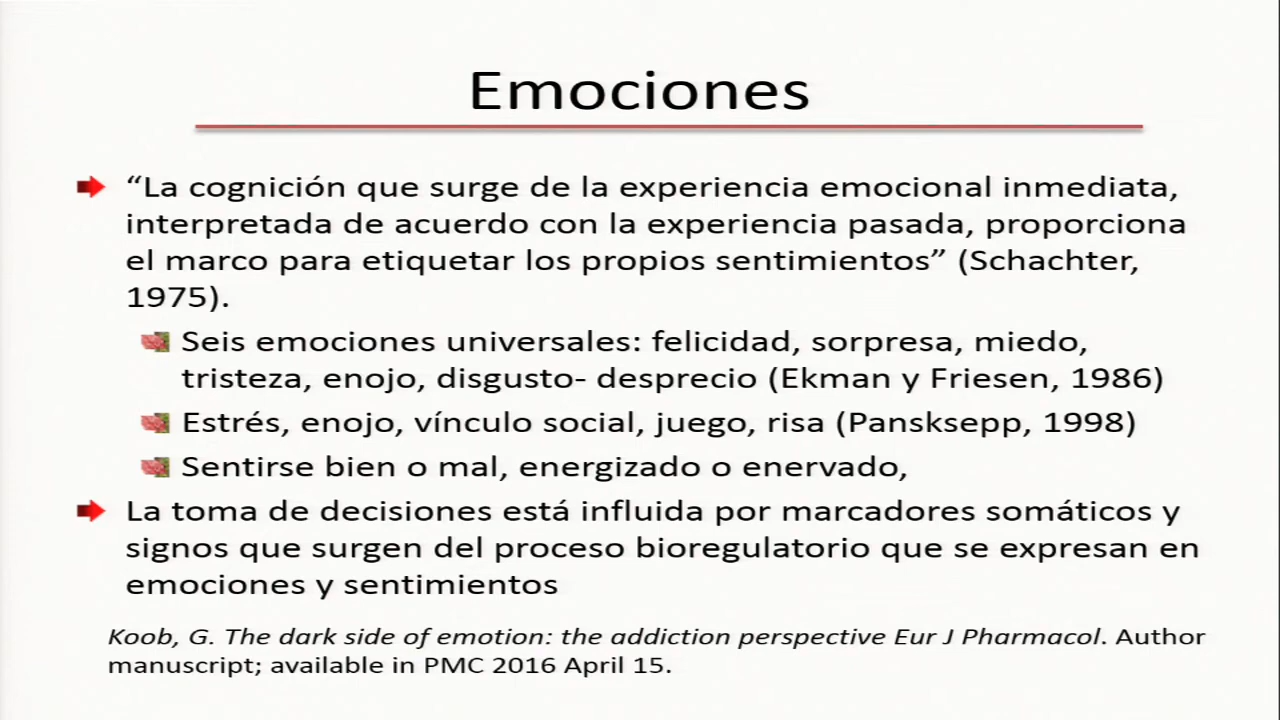 Emociones
“La cognición que surge de la experiencia emocional inmediata,
interpretada de acuerdo con la experiencia pasada, proporciona
el marco para etiquetar los propios sentimientos” (Schachter,
1975).
Seis emociones universales: felicidad, sorpresa, miedo,
tristeza, enojo, disgusto- desprecio (Ekman y Friesen, 1986)
Estrés, enojo, vínculo social, juego, risa (Pansksepp, 1998)
Sentirse bien o mal, energizado o enervado,
La toma de decisiones está influida por marcadores somáticos y
signos que surgen del proceso bioregulatorio que se expresan en
emociones y sentimientos
Koob, G. The dark side of emotion: the addiction perspective Eur J Pharmacol. Author
manuscript; available in PMC 2016 April 15.